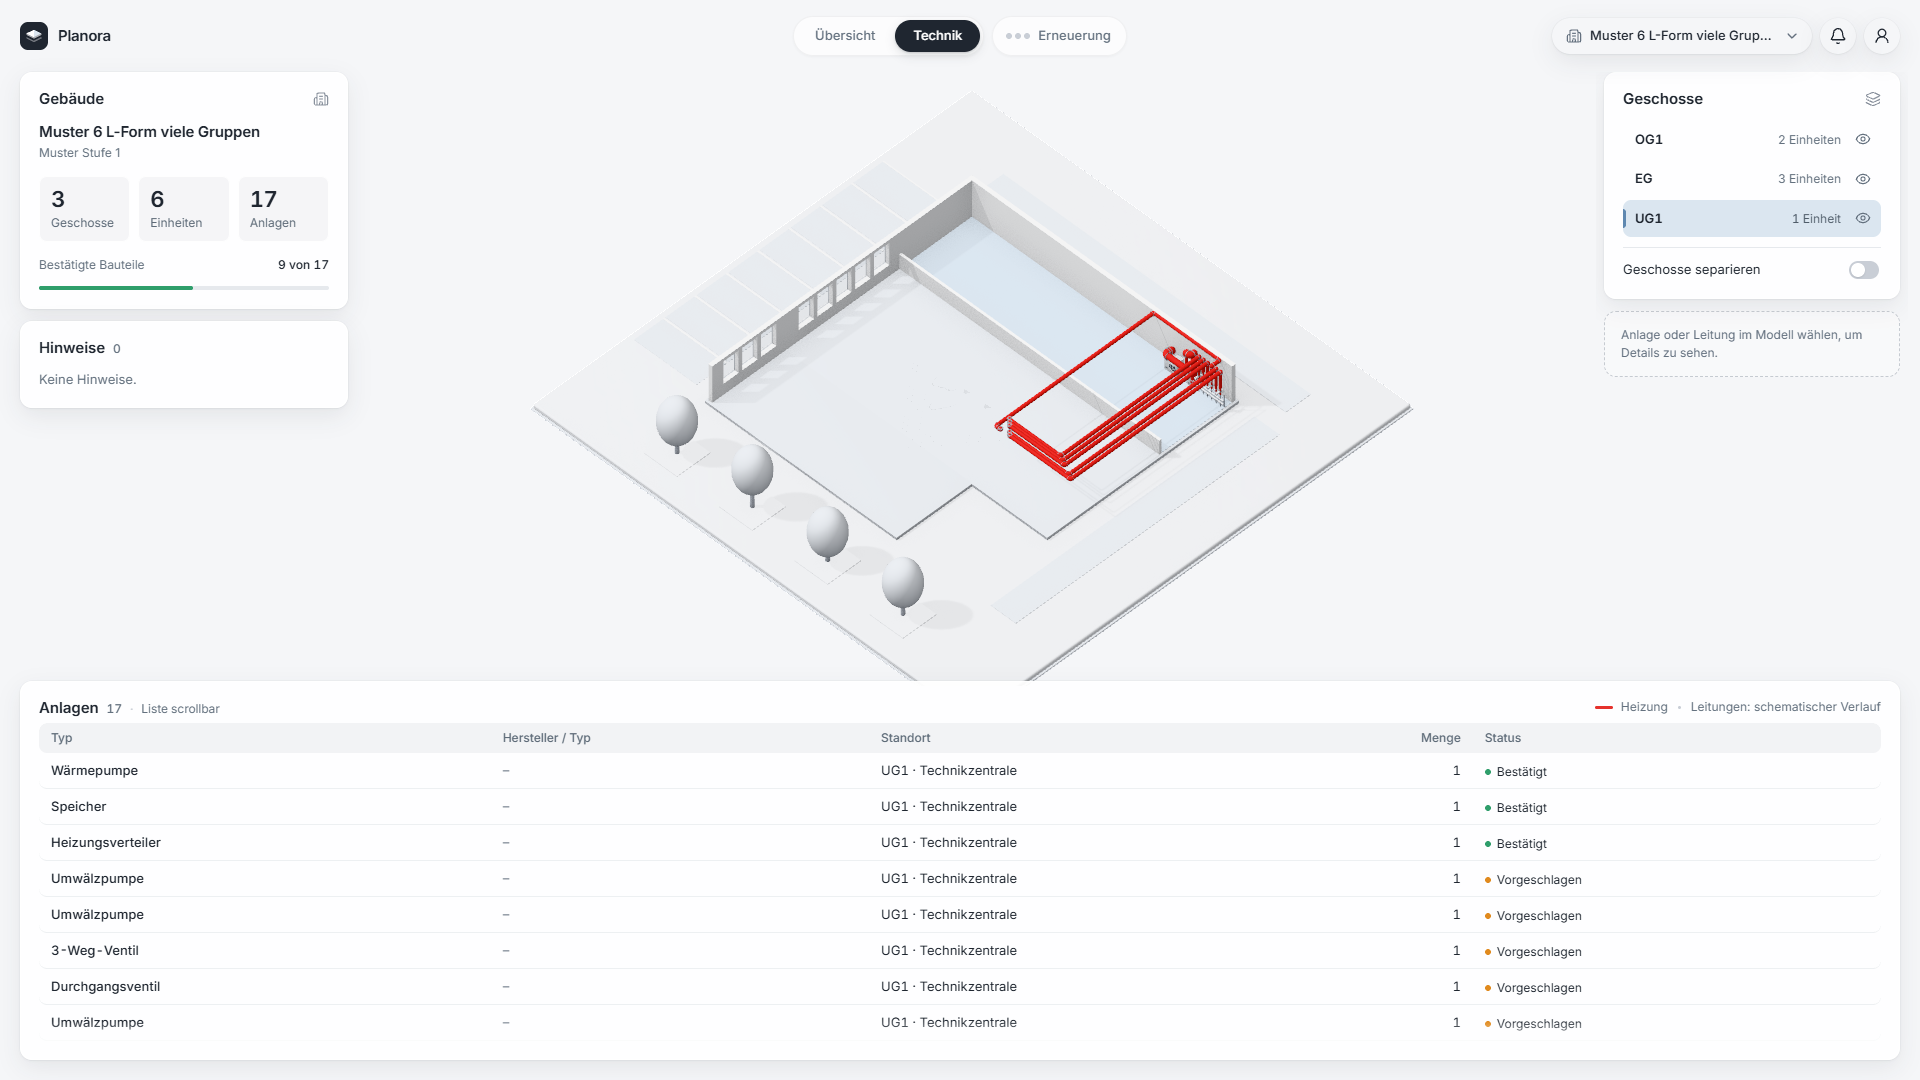 Planora
Übersicht
Technik
Erneuerung
Muster 6 L-Form viele Grup...
Gebäude
Muster 6 L-Form viele Gruppen
Muster Stufe 1
3
Geschosse
6
Einheiten
17
Anlagen
Bestätigte Bauteile
9 von 17
Hinweise 0
Keine Hinweise.
Geschosse
OG1 2 Einheiten
EG 3 Einheiten
UG1 1 Einheit
Geschosse separieren
Anlage oder Leitung im Modell wählen, um
Details zu sehen.
Anlagen 17 · Liste scrollbar
Heizung · Leitungen: schematischer Verlauf
Typ Hersteller / Typ Standort Menge Status
Wärmepumpe – UG1 · Technikzentrale 1 Bestätigt
Speicher – UG1 · Technikzentrale 1 Bestätigt
Heizungsverteiler – UG1 · Technikzentrale 1 Bestätigt
Umwälzpumpe – UG1 · Technikzentrale 1 Vorgeschlagen
Umwälzpumpe – UG1 · Technikzentrale 1 Vorgeschlagen
3-Weg-Ventil – UG1 · Technikzentrale 1 Vorgeschlagen
Durchgangsventil – UG1 · Technikzentrale 1 Vorgeschlagen
Umwälzpumpe – UG1 · Technikzentrale 1 Vorgeschlagen